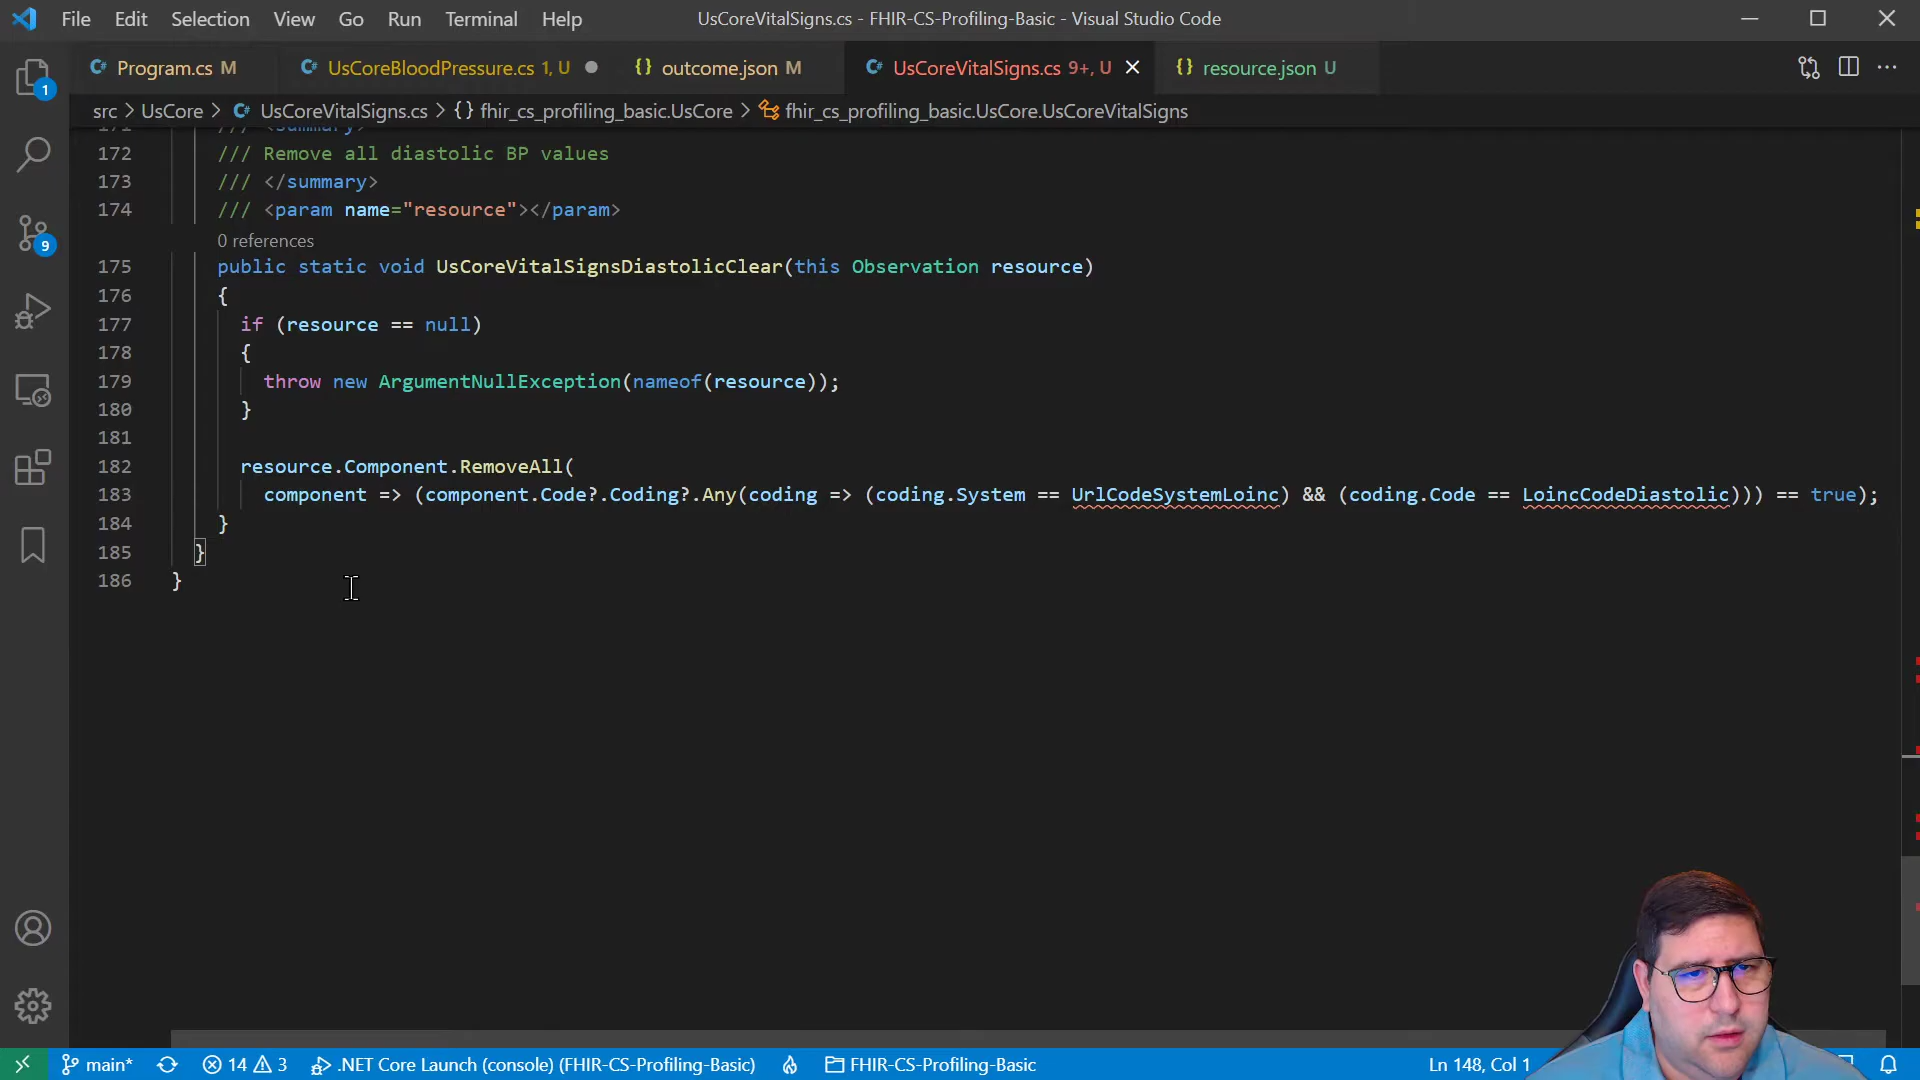 File Edit Selection View Go Run Terminal Help
UsCoreVitalSigns.cs - FHIR-CS-Profiling-Basic - Visual Studio Code
Program.cs M
UsCoreBloodPressure.cs 1, U
{} outcome.json M
UsCoreVitalSigns.cs 9+, U
{} resource.json U
src > UsCore > UsCoreVitalSigns.cs > {} fhir_cs_profiling_basic.UsCore > fhir_cs_profiling_basic.UsCore.UsCoreVitalSigns
171 /// <summary>
172 /// Remove all diastolic BP values
173 /// </summary>
174 /// <param name="resource"></param>
0 references
175 public static void UsCoreVitalSignsDiastolicClear(this Observation resource)
176 {
177 if (resource == null)
178 {
179 throw new ArgumentNullException(nameof(resource));
180 }
181
182 resource.Component.RemoveAll(
183 component => (component.Code?.Coding?.Any(coding => (coding.System == UrlCodeSystemLoinc) && (coding.Code == LoincCodeDiastolic))) == true);
184 }
185 }
186 }
1
9
main* 14 3 .NET Core Launch (console) (FHIR-CS-Profiling-Basic) FHIR-CS-Profiling-Basic Ln 148, Col 1